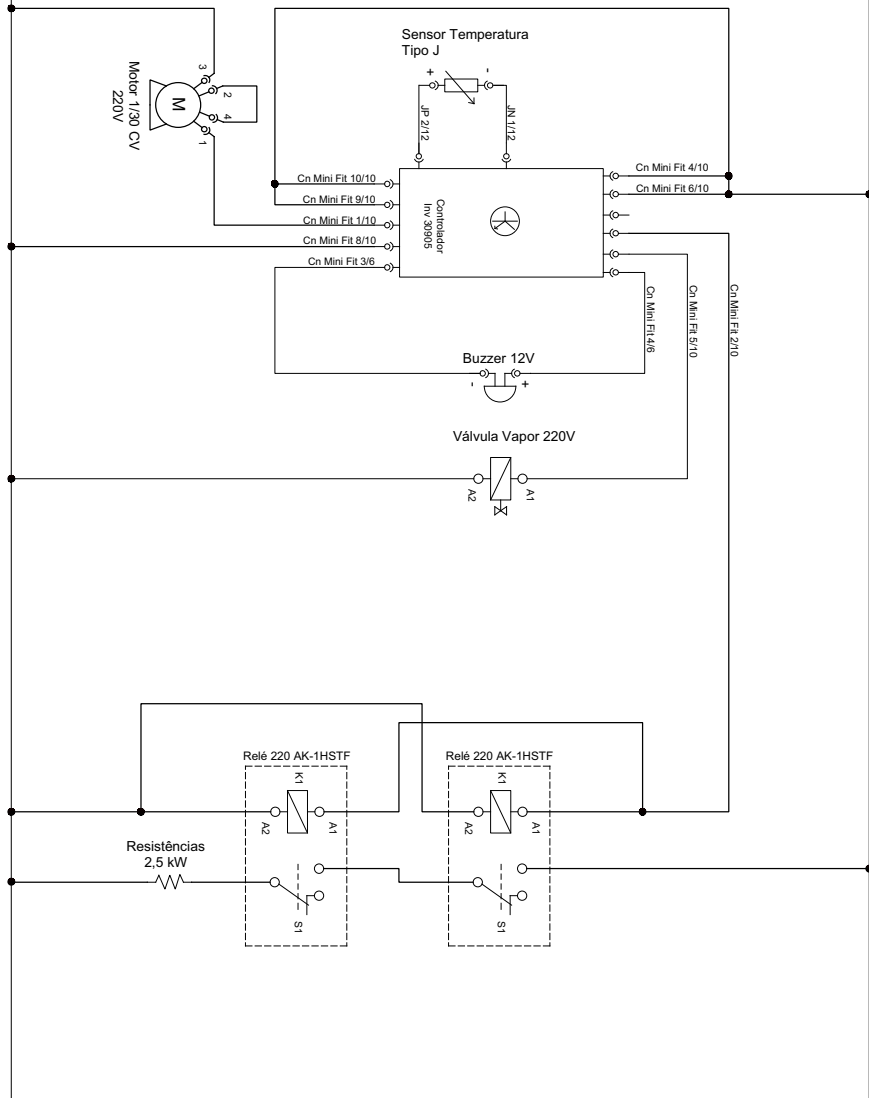 Sensor Temperatura
Tipo J
+
-
JP 2/12
JN 1/12
Motor 1/30 CV
220V
M
3
2
4
1
Cn Mini Fit 10/10
Cn Mini Fit 9/10
Cn Mini Fit 1/10
Cn Mini Fit 8/10
Cn Mini Fit 3/6
Controlador
Inv 30905
Cn Mini Fit 4/10
Cn Mini Fit 6/10
Cn Mini Fit 4/6
Cn Mini Fit 5/10
Cn Mini Fit 2/10
Buzzer 12V
-
+
Válvula Vapor 220V
A2
A1
Relé 220 AK-1HSTF
K1
A2
A1
S1
Relé 220 AK-1HSTF
K1
A2
A1
S1
Resistências
2,5 kW